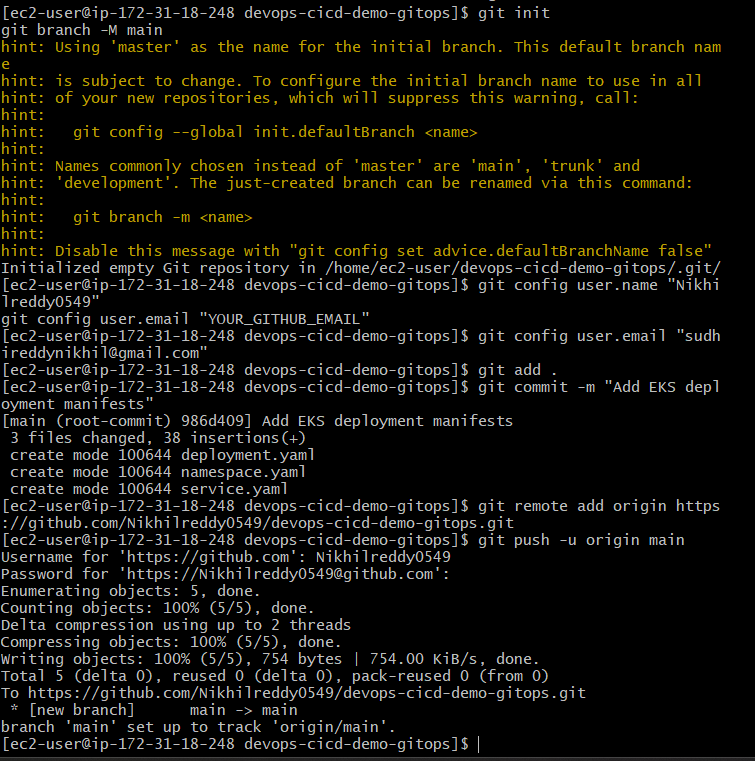 [ec2-user@ip-172-31-18-248 devops-cicd-demo-gitops]$ git init
git branch -M main
hint: Using 'master' as the name for the initial branch. This default branch nam
e
hint: is subject to change. To configure the initial branch name to use in all
hint: of your new repositories, which will suppress this warning, call:
hint:
hint:   git config --global init.defaultBranch <name>
hint:
hint: Names commonly chosen instead of 'master' are 'main', 'trunk' and
hint: 'development'. The just-created branch can be renamed via this command:
hint:
hint:   git branch -m <name>
hint:
hint: Disable this message with "git config set advice.defaultBranchName false"
Initialized empty Git repository in /home/ec2-user/devops-cicd-demo-gitops/.git/
[ec2-user@ip-172-31-18-248 devops-cicd-demo-gitops]$ git config user.name "Nikhi
lreddy0549"
git config user.email "YOUR_GITHUB_EMAIL"
[ec2-user@ip-172-31-18-248 devops-cicd-demo-gitops]$ git config user.email "sudh
ireddynikhil@gmail.com"
[ec2-user@ip-172-31-18-248 devops-cicd-demo-gitops]$ git add .
[ec2-user@ip-172-31-18-248 devops-cicd-demo-gitops]$ git commit -m "Add EKS depl
oyment manifests"
[main (root-commit) 986d409] Add EKS deployment manifests
 3 files changed, 38 insertions(+)
 create mode 100644 deployment.yaml
 create mode 100644 namespace.yaml
 create mode 100644 service.yaml
[ec2-user@ip-172-31-18-248 devops-cicd-demo-gitops]$ git remote add origin https
://github.com/Nikhilreddy0549/devops-cicd-demo-gitops.git
[ec2-user@ip-172-31-18-248 devops-cicd-demo-gitops]$ git push -u origin main
Username for 'https://github.com': Nikhilreddy0549
Password for 'https://Nikhilreddy0549@github.com':
Enumerating objects: 5, done.
Counting objects: 100% (5/5), done.
Delta compression using up to 2 threads
Compressing objects: 100% (5/5), done.
Writing objects: 100% (5/5), 754 bytes | 754.00 KiB/s, done.
Total 5 (delta 0), reused 0 (delta 0), pack-reused 0 (from 0)
To https://github.com/Nikhilreddy0549/devops-cicd-demo-gitops.git
 * [new branch]      main -> main
branch 'main' set up to track 'origin/main'.
[ec2-user@ip-172-31-18-248 devops-cicd-demo-gitops]$